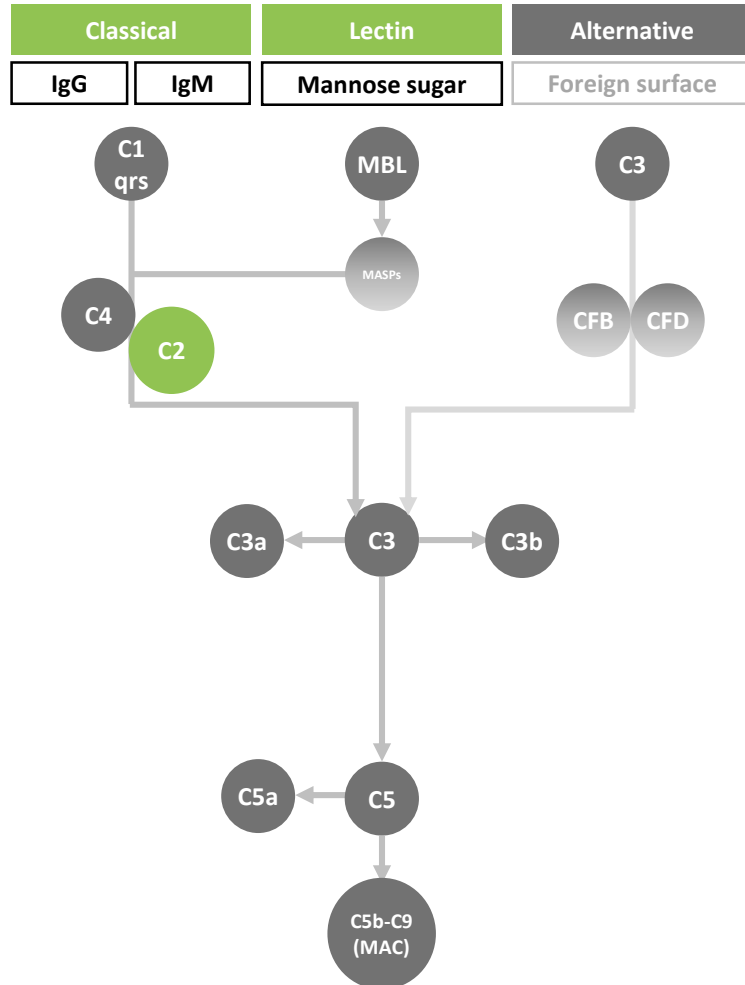 Classical
Lectin
Alternative
IgG
IgM
Mannose sugar
Foreign surface
C1
qrs
MBL
C3
MASPs
C4
C2
CFB
CFD
C3a
C3
C3b
C5a
C5
C5b-C9
(MAC)